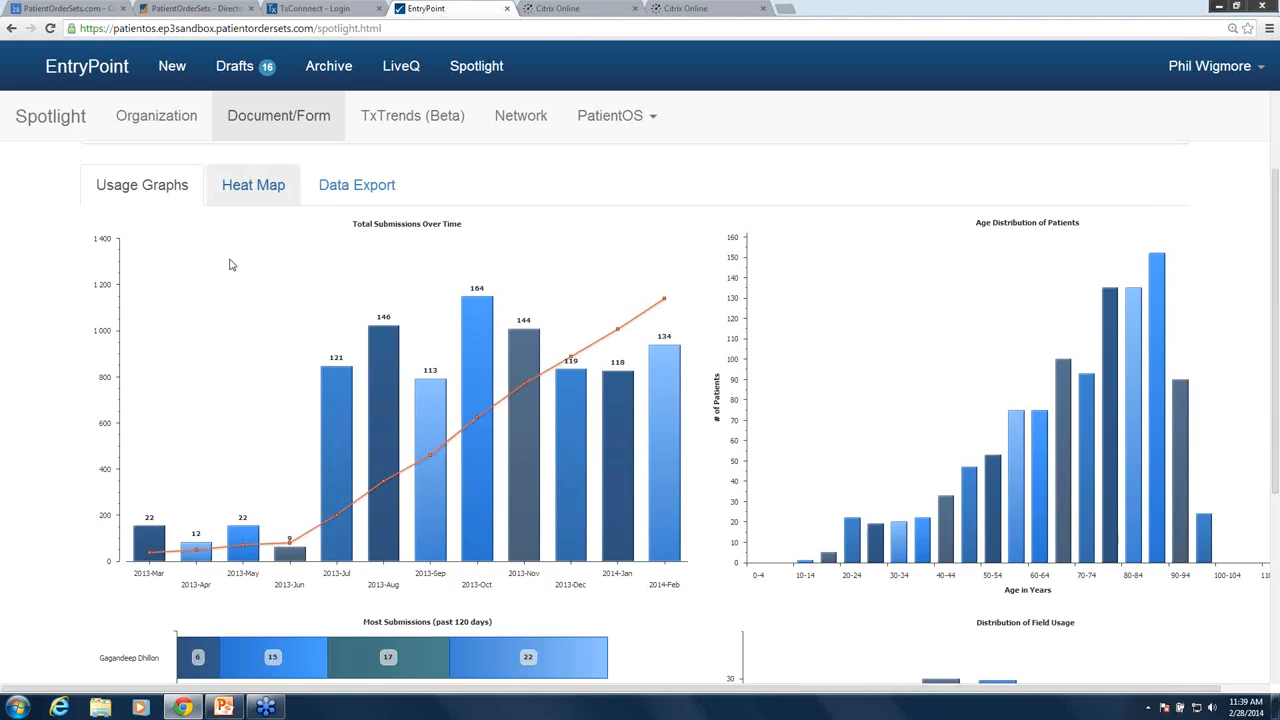 PatientOrderSets.com - C
PatientOrderSets - Directo
TxConnect - Login
EntryPoint
Citrix Online
Citrix Online
https://patientos.ep3sandbox.patientordersets.com/spotlight.html
EntryPoint New Drafts 16 Archive LiveQ Spotlight Phil Wigmore
Spotlight Organization Document/Form TxTrends (Beta) Network PatientOS
Usage Graphs Heat Map Data Export
Total Submissions Over Time
1 400
1 200
1 000
800
600
400
200
0
22 12 22 9 121 146 113 164 144 119 118 134
2013-Mar 2013-Apr 2013-May 2013-Jun 2013-Jul 2013-Aug 2013-Sep 2013-Oct 2013-Nov 2013-Dec 2014-Jan 2014-Feb
Age Distribution of Patients
# of Patients
160
150
140
130
120
110
100
90
80
70
60
50
40
30
20
10
0
0-4 10-14 20-24 30-34 40-44 50-54 60-64 70-74 80-84 90-94 100-104 110
Age in Years
Most Submissions (past 120 days)
Gagandeep Dhillon 6 15 17 22
Distribution of Field Usage
30
11:39 AM
2/28/2014